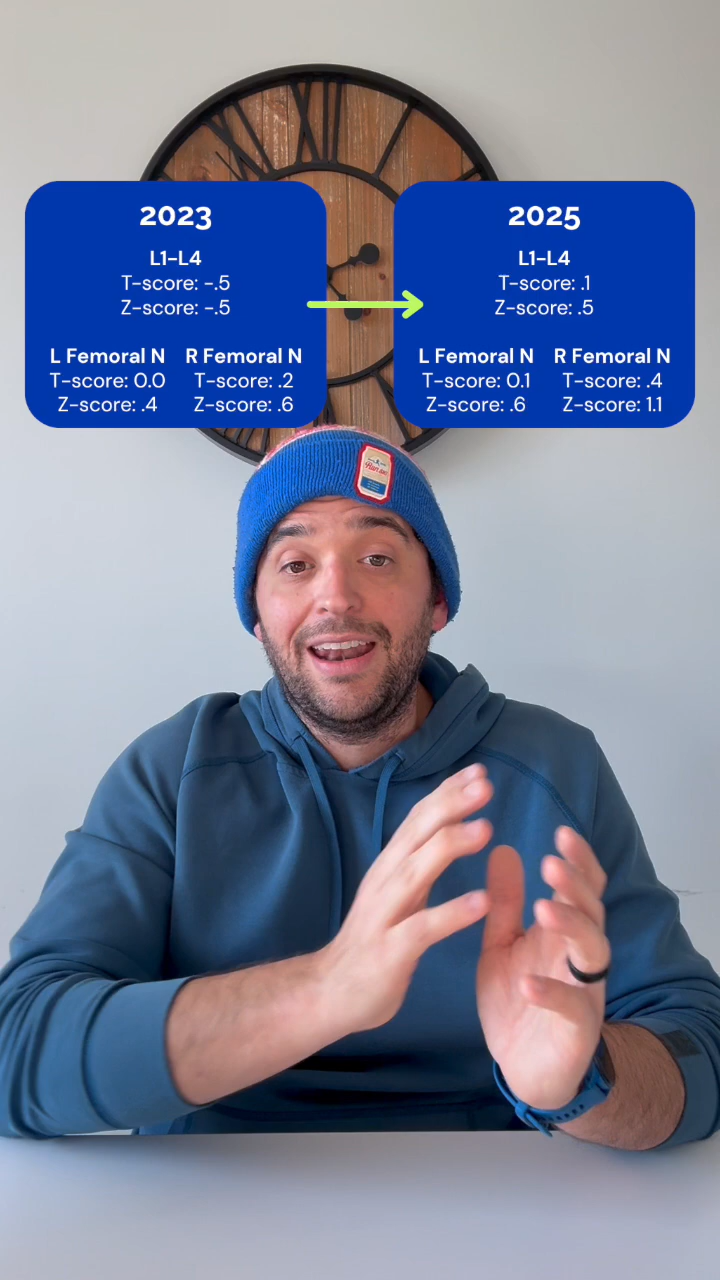 2023
L1-L4
T-score: -.5
Z-score: -.5
L Femoral N
T-score: 0.0
Z-score: .4
R Femoral N
T-score: .2
Z-score: .6
2025
L1-L4
T-score: .1
Z-score: .5
L Femoral N
T-score: 0.1
Z-score: .6
R Femoral N
T-score: .4
Z-score: 1.1